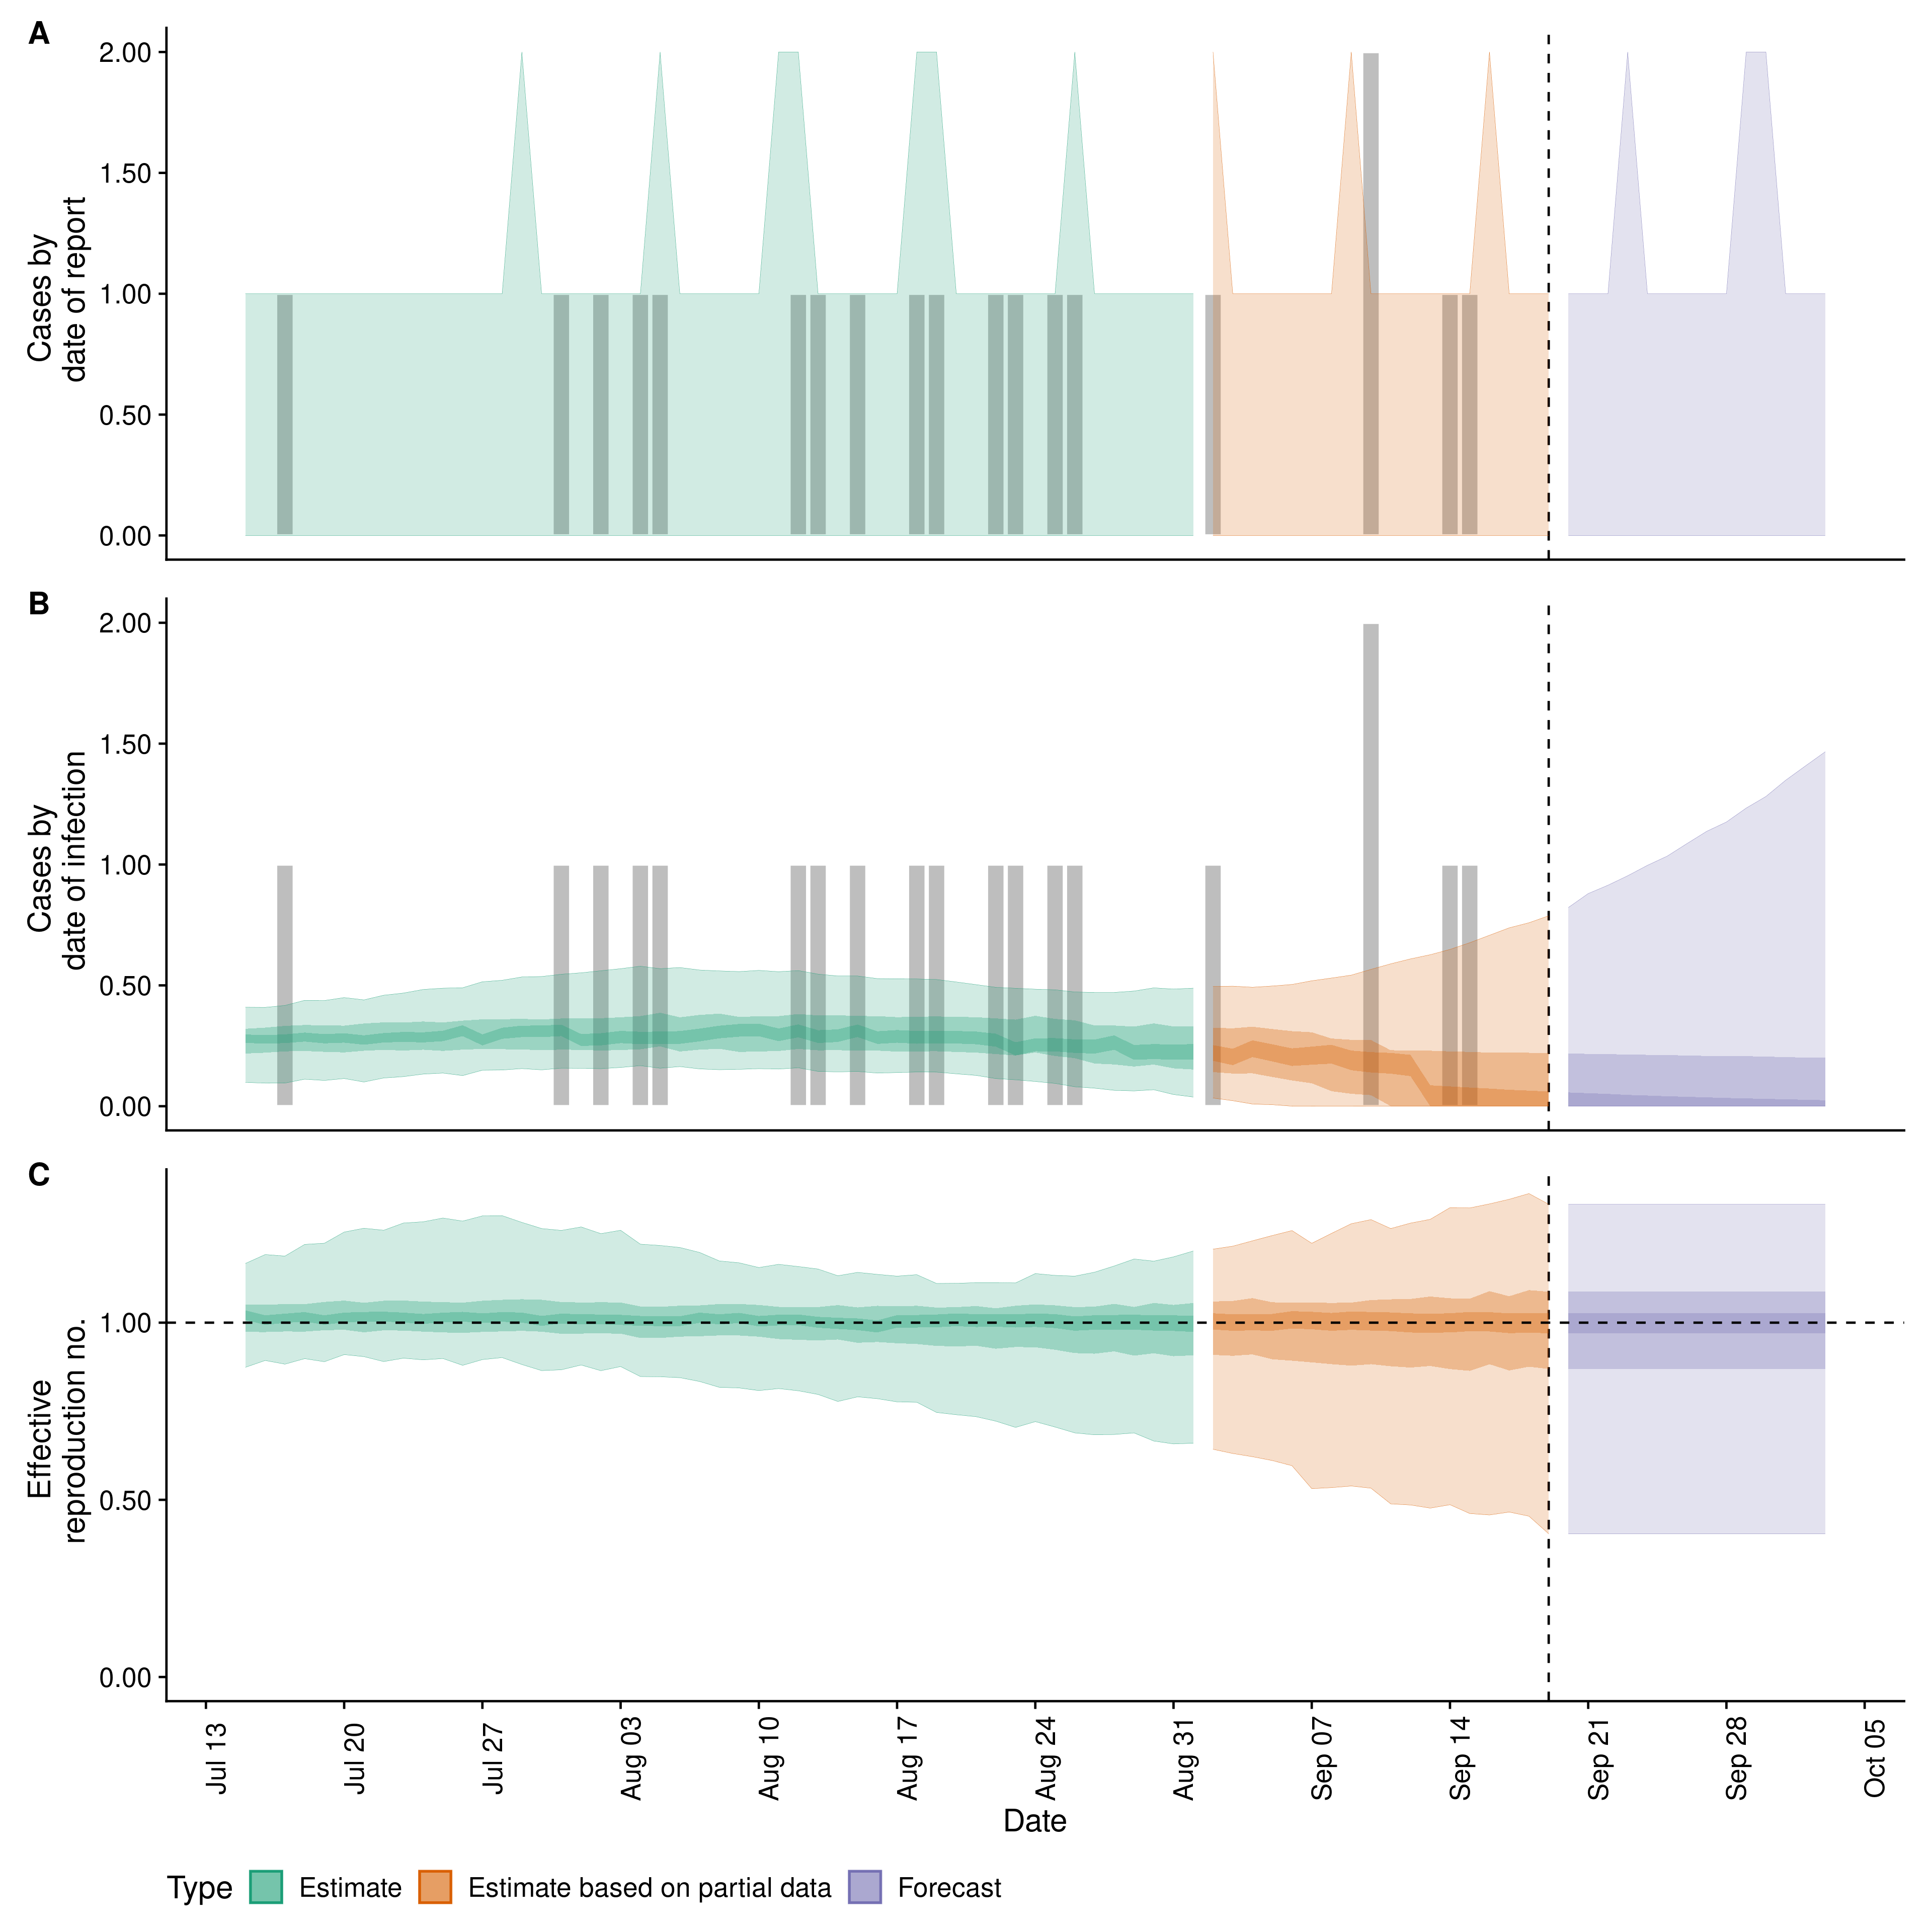 A
2.00
1.50
1.00
0.50
0.00
Cases by
date of report
B
2.00
1.50
1.00
0.50
0.00
Cases by
date of infection
C
1.00
0.50
0.00
Effective
reproduction no.
Jul 13
Jul 20
Jul 27
Aug 03
Aug 10
Aug 17
Aug 24
Aug 31
Sep 07
Sep 14
Sep 21
Sep 28
Oct 05
Date
Type
Estimate
Estimate based on partial data
Forecast